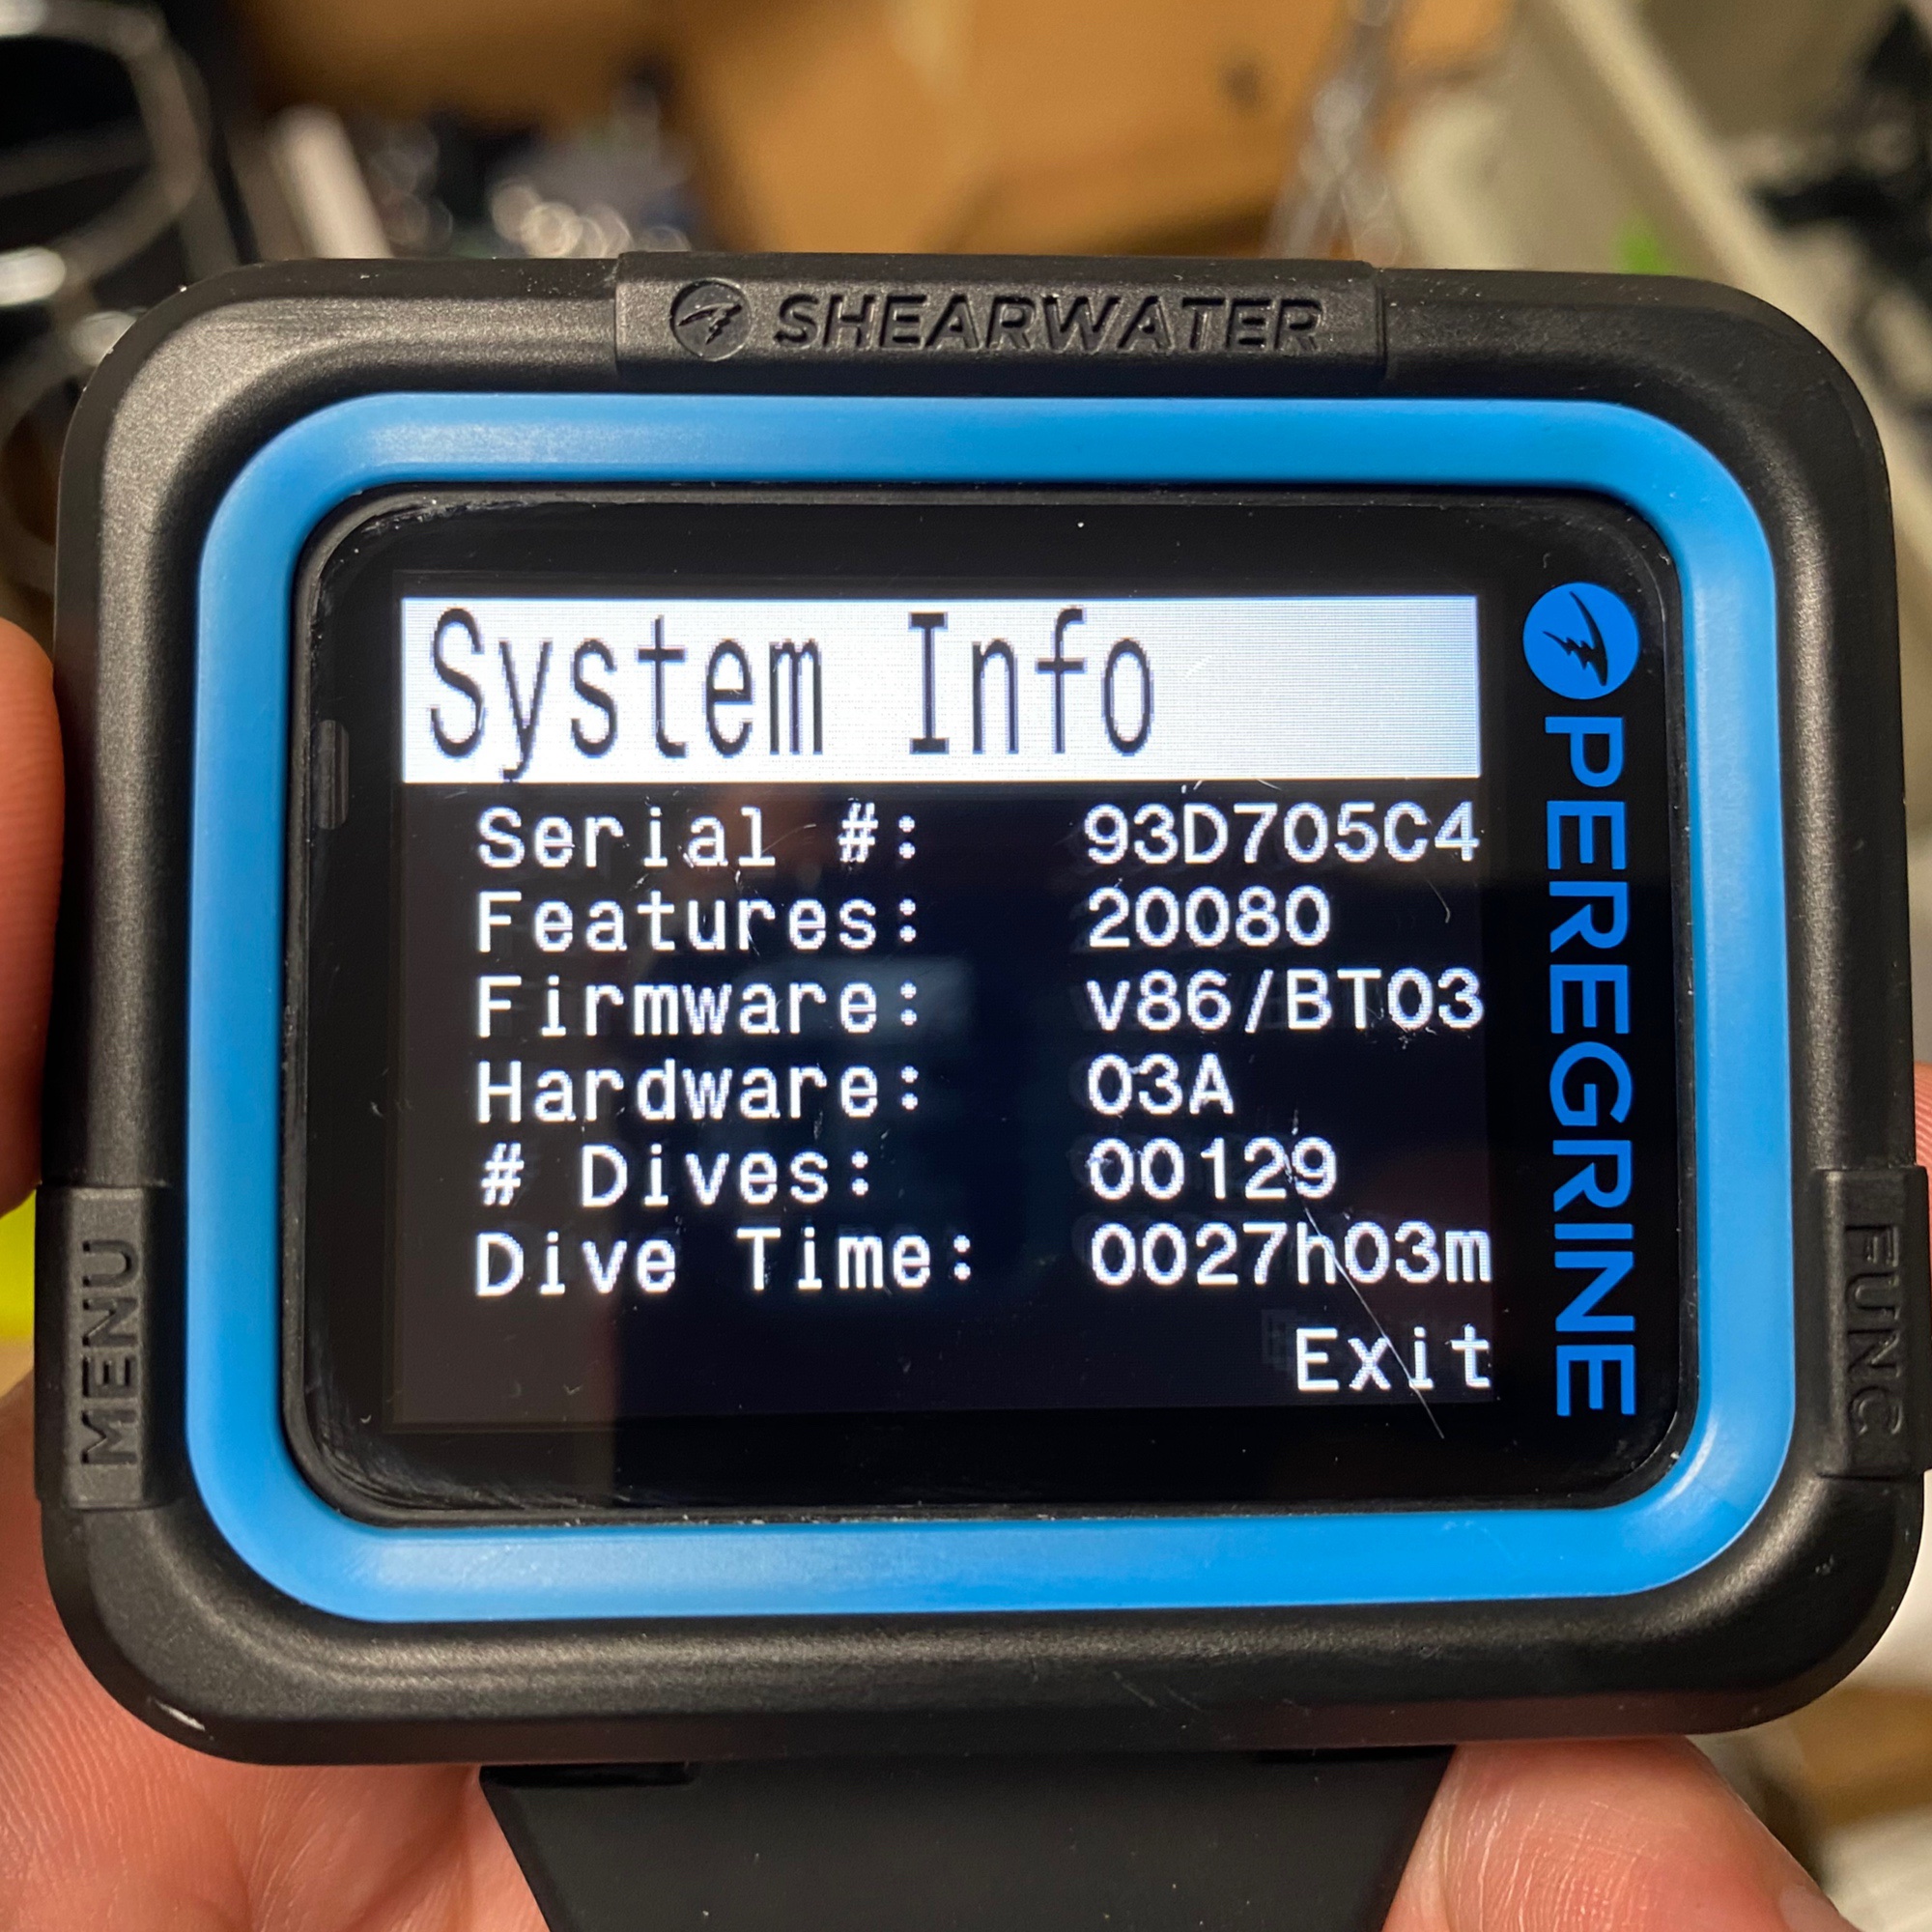 SHEARWATER
System Info
Serial #: 93D705C4
Features: 20080
Firmware: v86/BT03
Hardware: 03A
# Dives: 00129
Dive Time: 0027h03m
Exit
PEREGRINE
MENU
FUNC